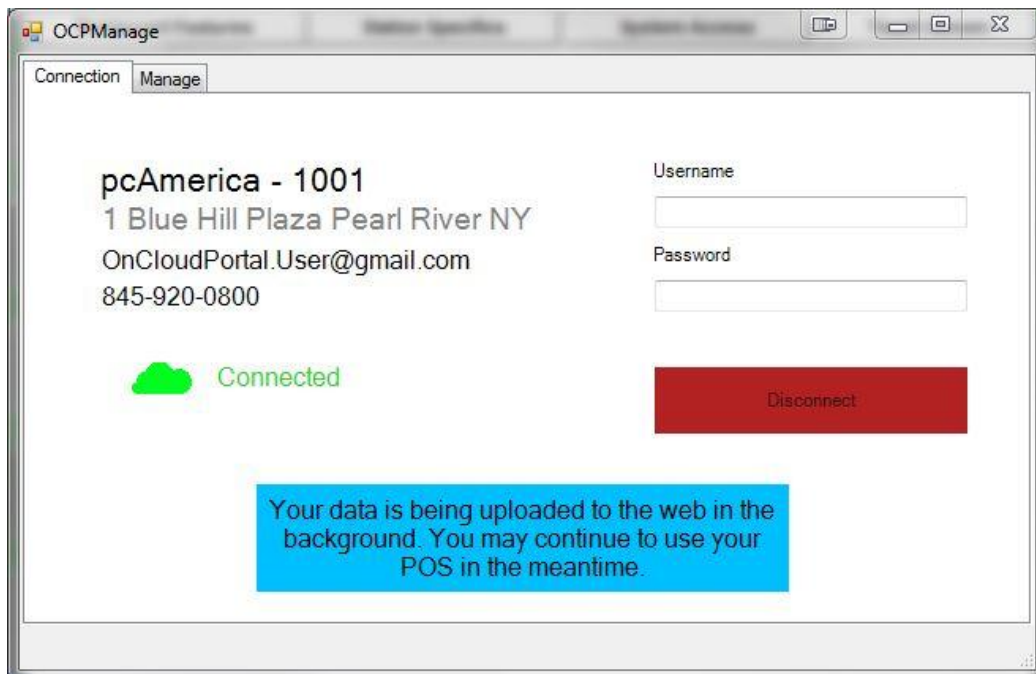 OCPManage
Connection
Manage
pcAmerica - 1001
1 Blue Hill Plaza Pearl River NY
OnCloudPortal.User@gmail.com
845-920-0800
Connected
Username
Password
Disconnect
Your data is being uploaded to the web in the
background. You may continue to use your
POS in the meantime.